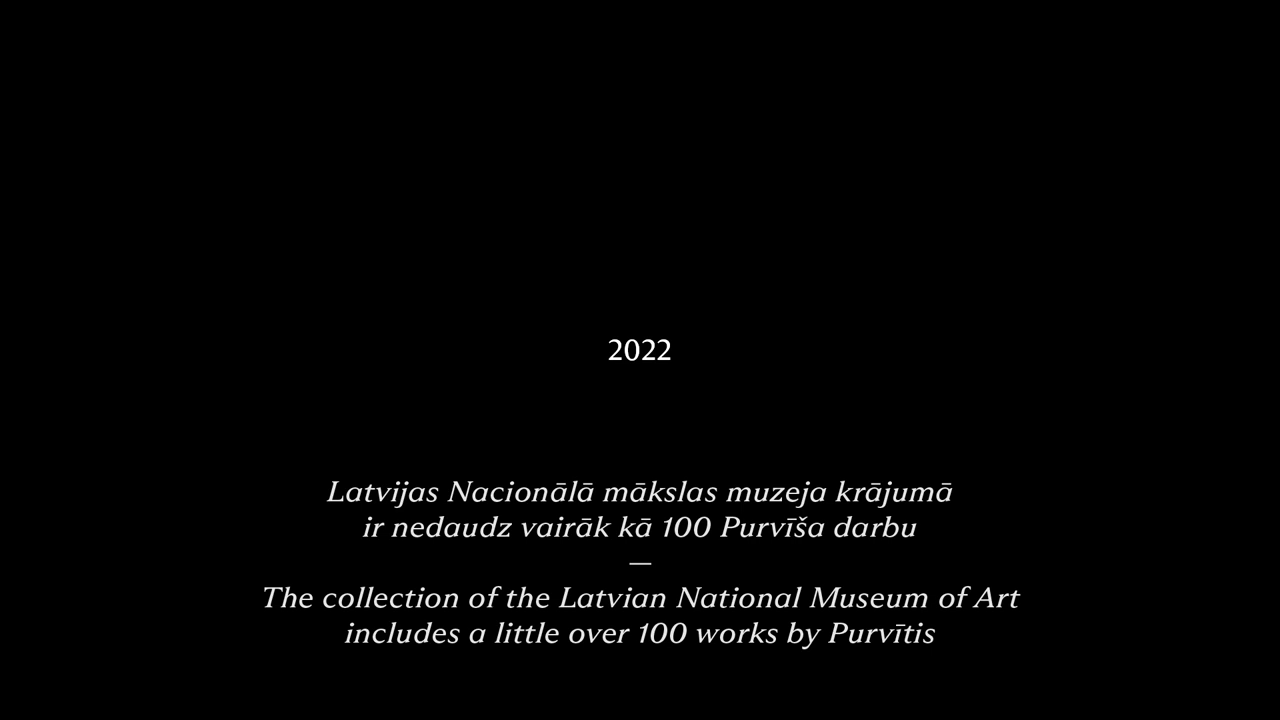 2022
Latvijas Nacionālā mākslas muzeja krājumā
ir nedaudz vairāk kā 100 Purvīša darbu
—
The collection of the Latvian National Museum of Art
includes a little over 100 works by Purvītis